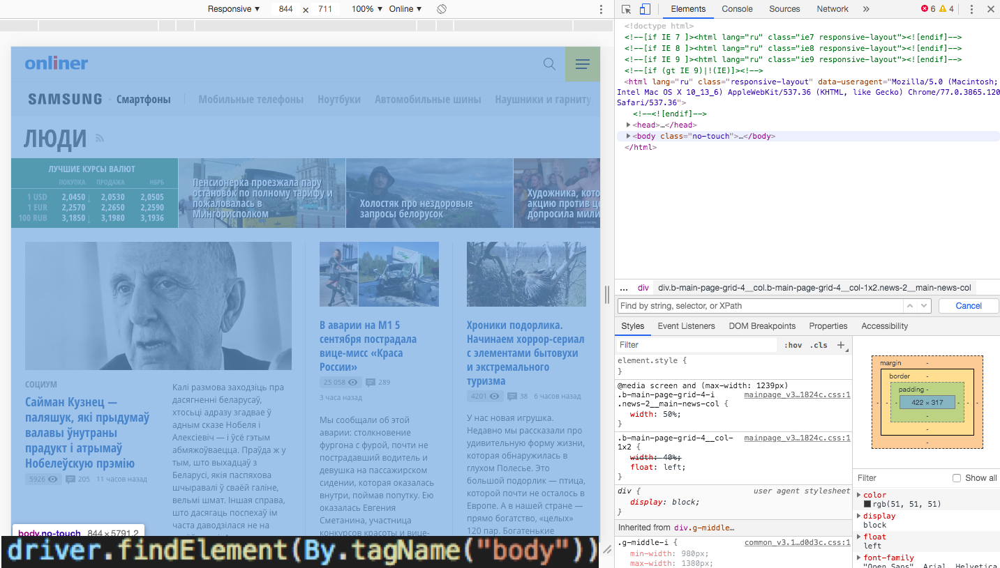 Responsive ▼ 844 × 711 100% ▼ Online ▼
onliner
SAMSUNG · Смартфоны Мобильные телефоны Ноутбуки Автомобильные шины Наушники и гарниту
ЛЮДИ
ЛУЧШИЕ КУРСЫ ВАЛЮТ
ПОКУПКА ПРОДАЖА НБРБ
1 USD 2,0450 ↓ 2,0530 2,0505
1 EUR 2,2570 2,2650 2,2590
100 RUB 3,1850 ↓ 3,1980 3,1936
Пенсионерка проезжала пару
остановок по полному тарифу и
пожаловалась в
Мингорисполком
Холостяк про нездоровые
запросы белорусок
Художника, кото
акцию против це
допросила мили
СОЦИУМ
Сайман Кузнец —
паляшук, які прыдумаў
валавы ўнутраны
прадукт і атрымаў
Нобелеўскую прэмію
5926 205 11 часов назад
Калі размова заходзіць пра
дасягненні беларусаў,
хтосьці адразу згадвае ў
адным сказе Нобеля і
Алексіевіч — і ўсё гэтым
абмяжоўваецца. Праўда ж у
тым, што выхадцаў з
Беларусі, якія паспяхова
шчыравалі ў сваёй галіне,
вельмі шмат. Іншая справа,
што дасягаць поспехаў ім
часта даводзілася не на
В аварии на М1 5
сентября пострадала
вице-мисс «Краса
России»
25 058 289
3 часа назад
Мы сообщали об этой
аварии: столкновение
фургона с фурой, почти не
пострадавший водитель и
девушка на пассажирском
сидении, которая оказалась
внутри, поймав попутку. Ею
оказалась Евгения
Сметанина, участница
конкурсов красоты и вице-
Хроники подорлика.
Начинаем хоррор-сериал
с элементами бытовухи
и экстремального
туризма
4201 38 6 часов назад
У нас новая игрушка.
Недавно мы рассказали про
удивительную форму жизни,
которая обнаружилась в
глухом Полесье. Это
большой подорлик — птица,
которой почти не осталось в
Европе. А в нашей стране —
прямо богатство, «целых»
120 пар. Богатенькие
body.no-touch 844 × 5791.2
driver.findElement(By.tagName("body"))
Elements Console Sources Network » 6 4
<!doctype html>
<!--[if IE 7 ]><html lang="ru" class="ie7 responsive-layout"><![endif]-->
<!--[if IE 8 ]><html lang="ru" class="ie8 responsive-layout"><![endif]-->
<!--[if IE 9 ]><html lang="ru" class="ie9 responsive-layout"><![endif]-->
<!--[if (gt IE 9)|!(IE)]><!-->
<html lang="ru" class="responsive-layout" data-useragent="Mozilla/5.0 (Macintosh;
Intel Mac OS X 10_13_6) AppleWebKit/537.36 (KHTML, like Gecko) Chrome/77.0.3865.120
Safari/537.36">
<!--<![endif]-->
<head>…</head>
<body class="no-touch">…</body>
</html>
... div div.b-main-page-grid-4__col.b-main-page-grid-4__col-1x2.news-2__main-news-col
Find by string, selector, or XPath Cancel
Styles Event Listeners DOM Breakpoints Properties Accessibility
Filter :hov .cls +
element.style {
}
@media screen and (max-width: 1239px)
.b-main-page-grid-4-i mainpage_v3…1824c.css:1
.news-2__main-news-col {
width: 50%;
}
.b-main-page-grid-4__col- mainpage_v3…1824c.css:1
1x2 {
width: 40%;
float: left;
}
div { user agent stylesheet
display: block;
}
Inherited from div.g-middle…
.g-middle-i { common_v3.1…d0d3c.css:1
min-width: 980px;
max-width: 1380px;
margin -
border -
padding -
- - - 422 × 317 - - -
-
-
-
Filter Show all
color
rgb(51, 51, 51)
display
block
float
left
font-family
"Open Sans", Arial, Helvetica